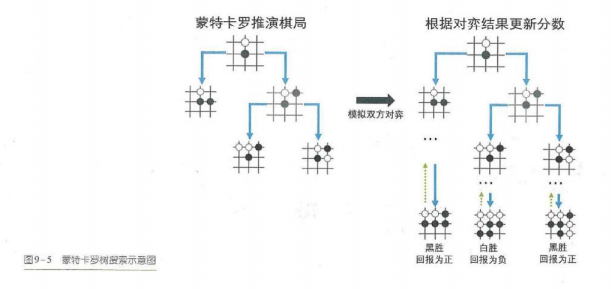 蒙特卡罗推演棋局
根据对弈结果更新分数
模拟双方对弈
...
...
...
黑胜
回报为正
白胜
回报为负
黑胜
回报为正
图9-5 蒙特卡罗树搜索示意图